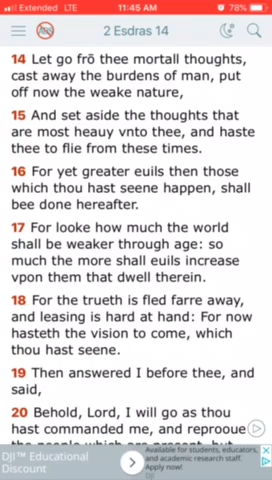 Extended LTE 11:45 AM 78%
2 Esdras 14
14 Let go frō thee mortall thoughts,
cast away the burdens of man, put
off now the weake nature,
15 And set aside the thoughts that
are most heauy vnto thee, and haste
thee to flie from these times.
16 For yet greater euils then those
which thou hast seene happen, shall
bee done hereafter.
17 For looke how much the world
shall be weaker through age: so
much the more shall euils increase
vpon them that dwell therein.
18 For the trueth is fled farre away,
and leasing is hard at hand: For now
hasteth the vision to come, which
thou hast seene.
19 Then answered I before thee, and
said,
20 Behold, Lord, I will go as thou
hast commanded me, and reprooue
the people which are present, but
DJI™ Educational
Discount
Available for students, educators,
and academic research staff.
Apply now!
DJI